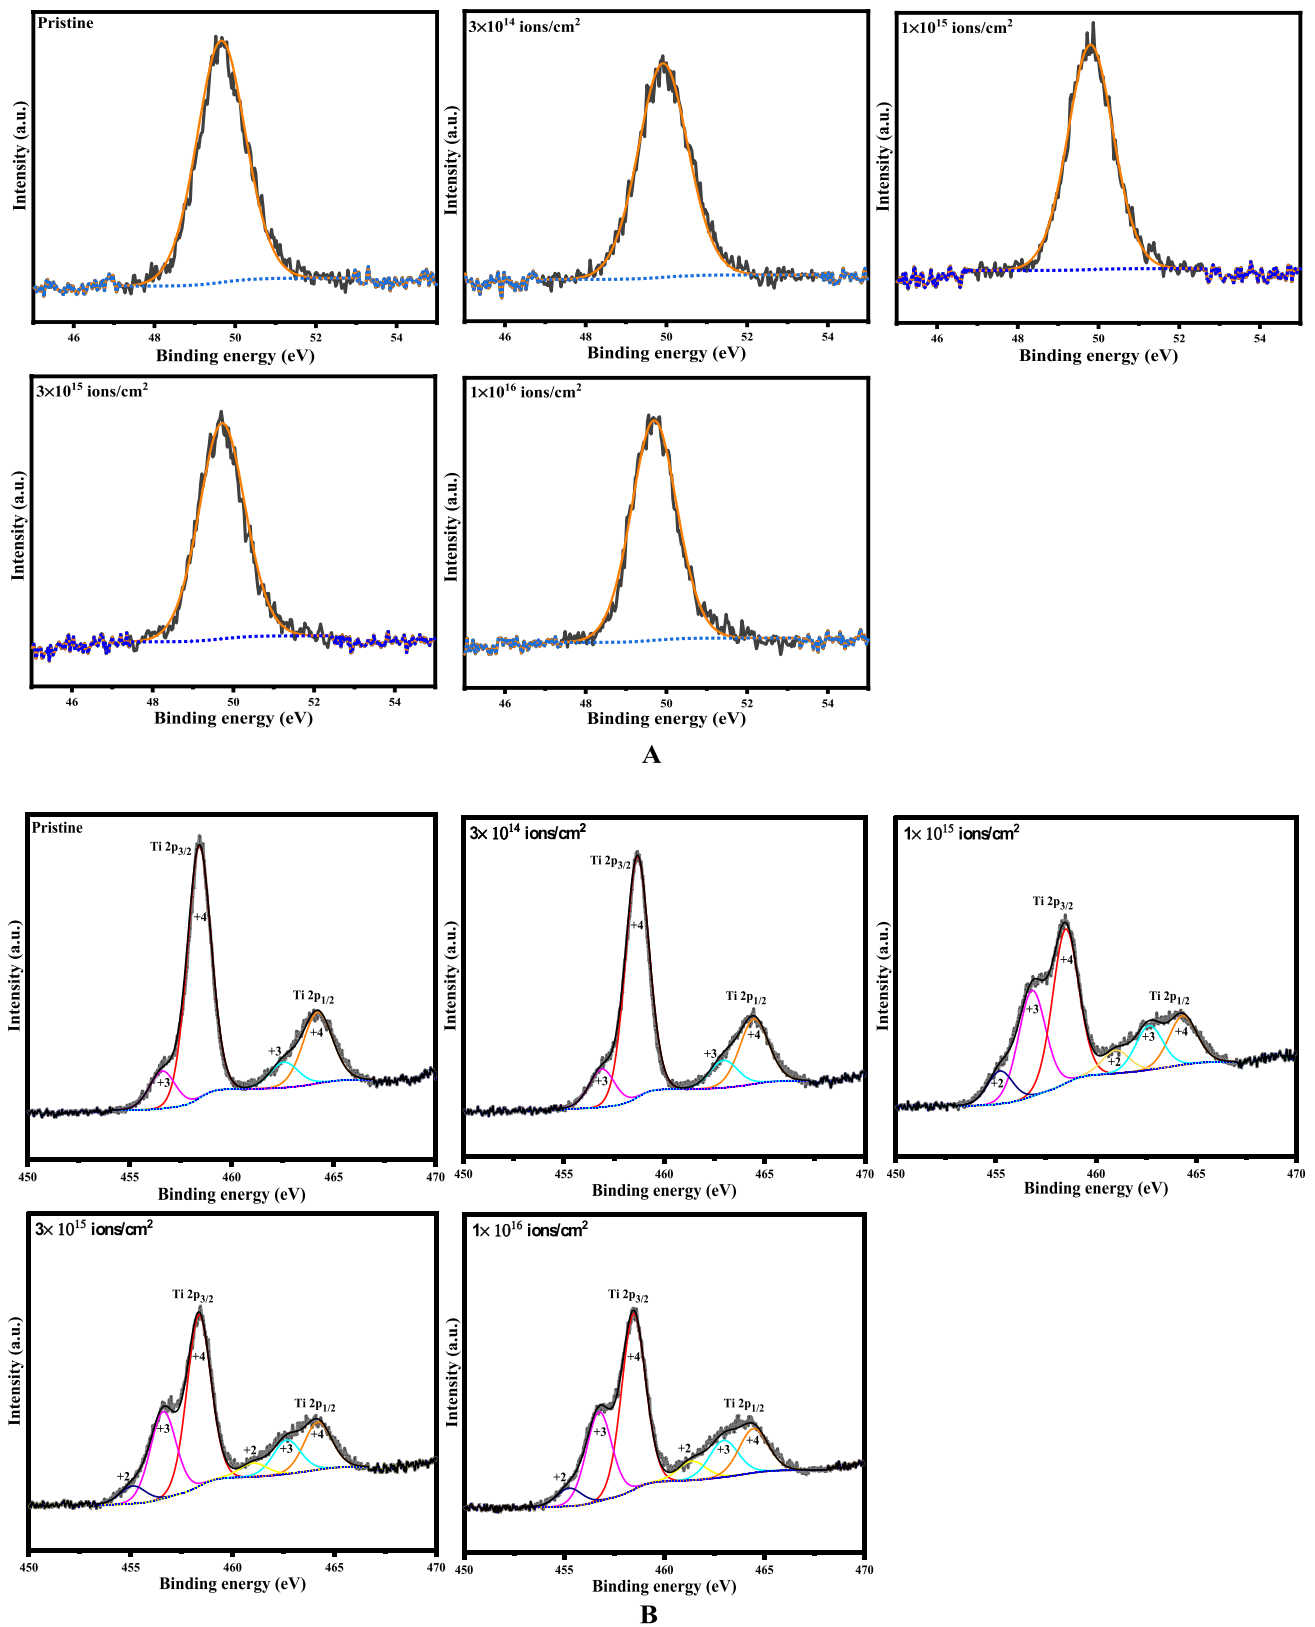 Pristine
Intensity (a.u.)
46 48 50 52 54
Binding energy (eV)
3×10¹⁴ ions/cm²
Intensity (a.u.)
46 48 50 52 54
Binding energy (eV)
1×10¹⁵ ions/cm²
Intensity (a.u.)
46 48 50 52 54
Binding energy (eV)
3×10¹⁵ ions/cm²
Intensity (a.u.)
46 48 50 52 54
Binding energy (eV)
1×10¹⁶ ions/cm²
Intensity (a.u.)
46 48 50 52 54
Binding energy (eV)
A
Pristine
Ti 2p₃/₂
+4
Ti 2p₁/₂
+4
+3
+3
Intensity (a.u.)
450 455 460 465 470
Binding energy (eV)
3× 10¹⁴ ions/cm²
Ti 2p₃/₂
+4
Ti 2p₁/₂
+4
+3
+3
Intensity (a.u.)
450 455 460 465 470
Binding energy (eV)
1× 10¹⁵ ions/cm²
Ti 2p₃/₂
+4
Ti 2p₁/₂
+3
+3
+4
+2
+2
Intensity (a.u.)
450 455 460 465 470
Binding energy (eV)
3× 10¹⁵ ions/cm²
Ti 2p₃/₂
+4
Ti 2p₁/₂
+3
+4
+2
+3
+2
Intensity (a.u.)
450 455 460 465 470
Binding energy (eV)
1× 10¹⁶ ions/cm²
Ti 2p₃/₂
+4
Ti 2p₁/₂
+3
+4
+2
+3
+2
Intensity (a.u.)
450 455 460 465 470
Binding energy (eV)
B